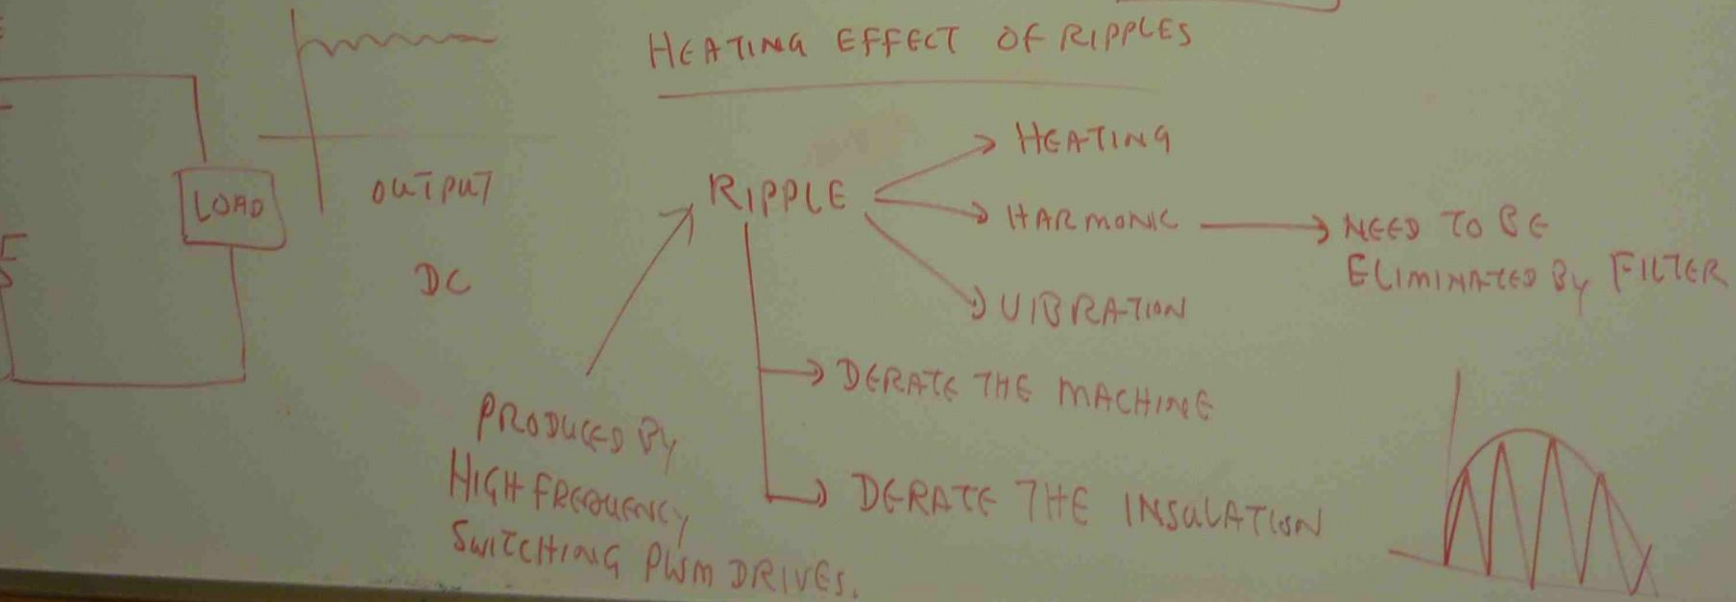 HEATING EFFECT OF RIPPLES
LOAD
OUTPUT
DC
RIPPLE
HEATING
HARMONIC
NEED TO BE
ELIMINATED BY FILTER
VIBRATION
DERATE THE MACHINE
DERATE THE INSULATION
PRODUCED BY
HIGH FREQUENCY
SWITCHING PWM DRIVES.